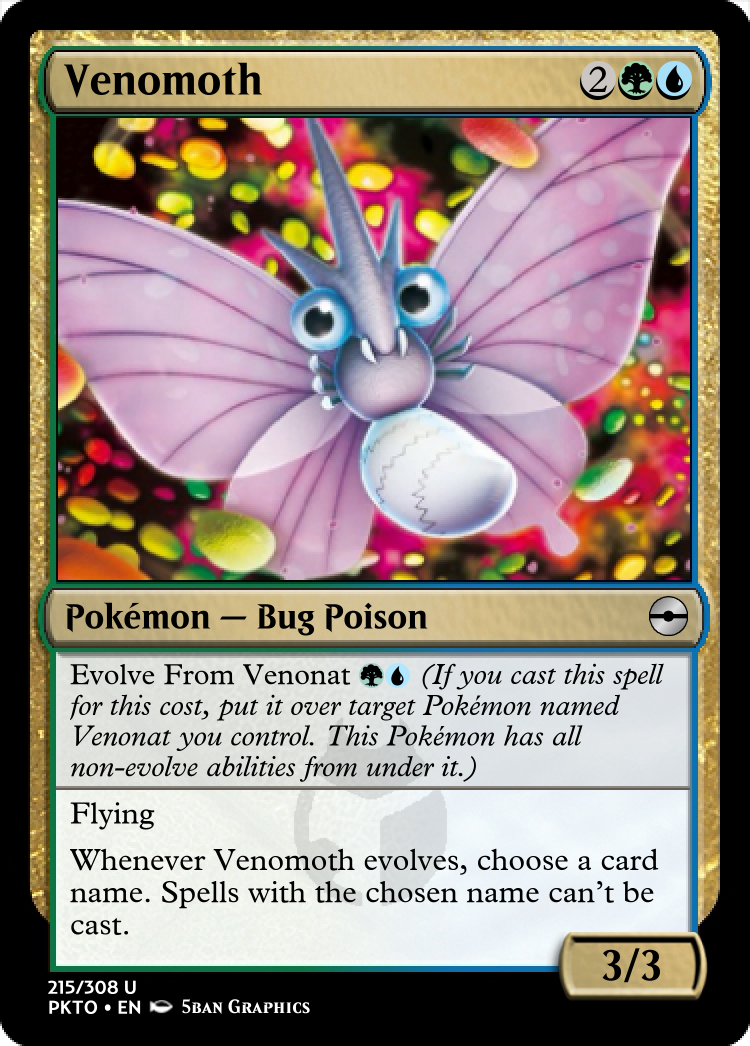 Venomoth 2
Pokémon — Bug Poison
Evolve From Venonat (If you cast this spell
for this cost, put it over target Pokémon named
Venonat you control. This Pokémon has all
non-evolve abilities from under it.)
Flying
Whenever Venomoth evolves, choose a card
name. Spells with the chosen name can’t be
cast.
3/3
215/308 U
PKTO • EN 5ban Graphics